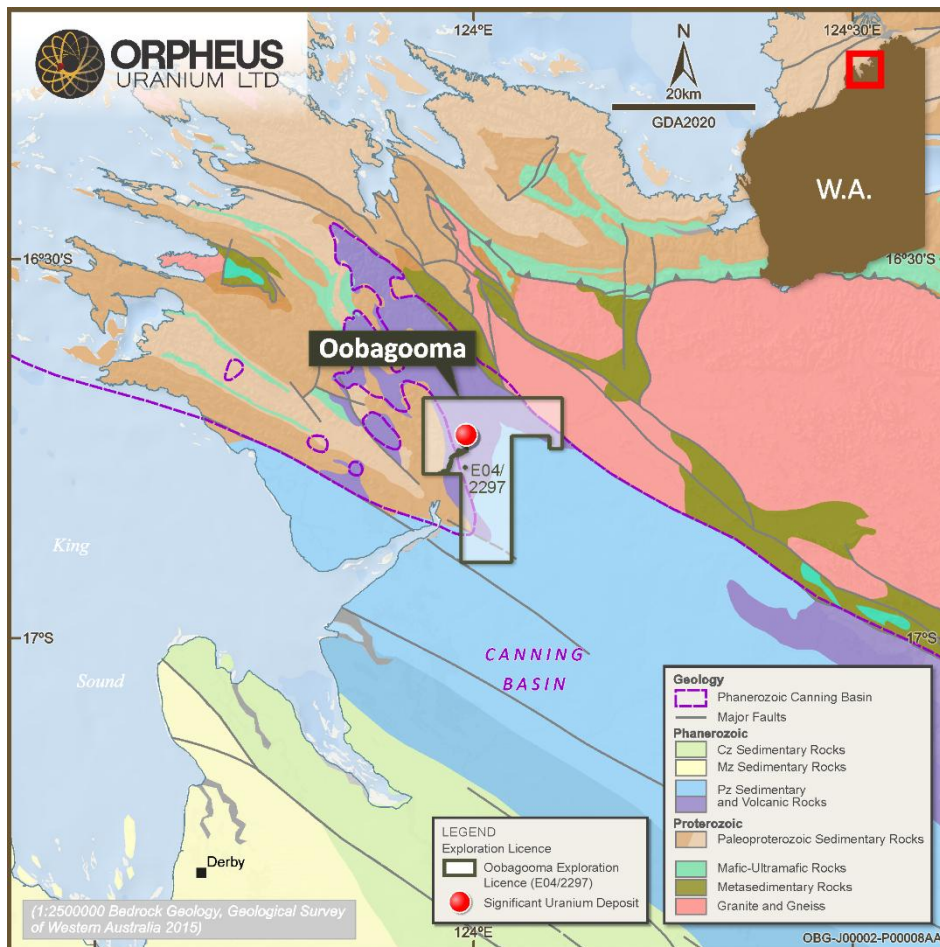 ORPHEUS
URANIUM LTD
124°E
124°30'E
N
20km
GDA2020
W.A.
16°30'S
16°30'S
Oobagooma
E04/
2297
King
Sound
17°S
17°S
CANNING
BASIN
Derby
Geology
Phanerozoic Canning Basin
Major Faults
Phanerozoic
Cz Sedimentary Rocks
Mz Sedimentary Rocks
Pz Sedimentary
and Volcanic Rocks
Proterozoic
Paleoproterozoic Sedimentary Rocks
Mafic-Ultramafic Rocks
Metasedimentary Rocks
Granite and Gneiss
LEGEND
Exploration Licence
Oobagooma Exploration
Licence (E04/2297)
Significant Uranium Deposit
(1:2500000 Bedrock Geology, Geological Survey
of Western Australia 2015)
124°E
OBG-J00002-P00008AA